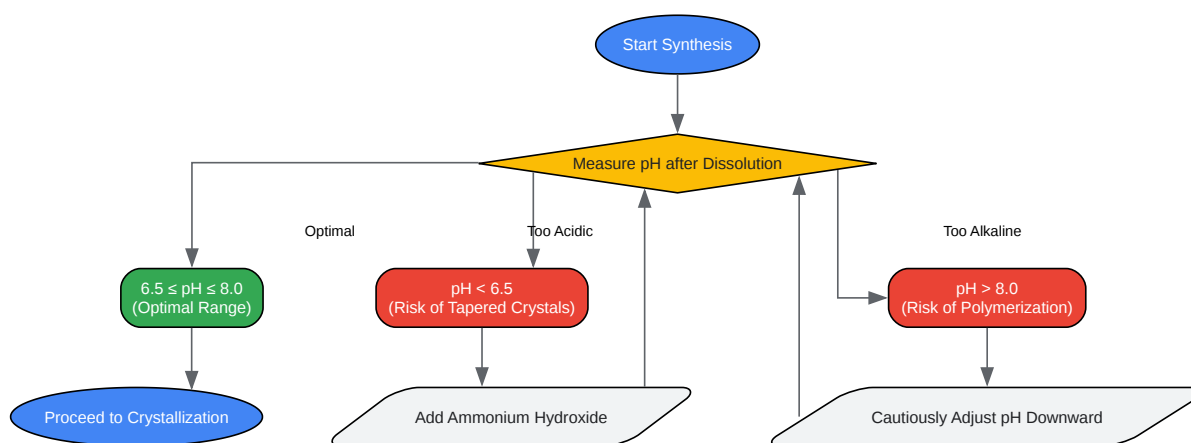 Start Synthesis
Measure pH after Dissolution
Optimal
Too Acidic
Too Alkaline
6.5 ≤ pH ≤ 8.0
(Optimal Range)
pH < 6.5
(Risk of Tapered Crystals)
pH > 8.0
(Risk of Polymerization)
Proceed to Crystallization
Add Ammonium Hydroxide
Cautiously Adjust pH Downward